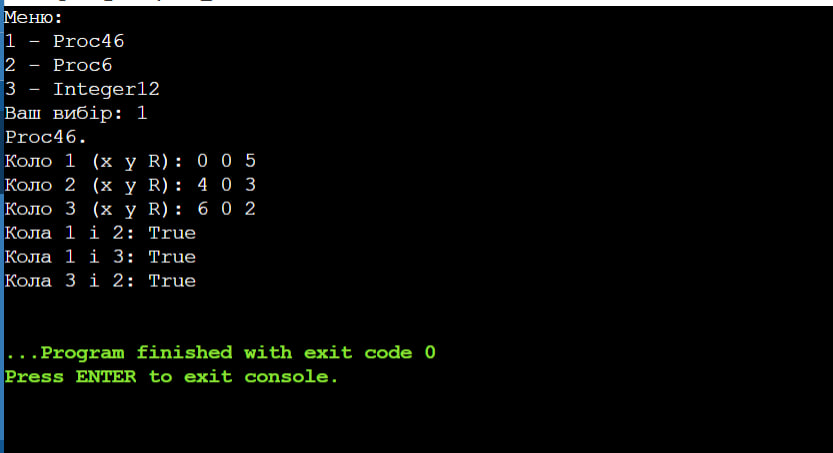 Меню:
1 - Proc46
2 - Proc6
3 - Integer12
Ваш вибір: 1
Proc46.
Коло 1 (x y R): 0 0 5
Коло 2 (x y R): 4 0 3
Коло 3 (x y R): 6 0 2
Кола 1 і 2: True
Кола 1 і 3: True
Кола 3 і 2: True
...Program finished with exit code 0
Press ENTER to exit console.